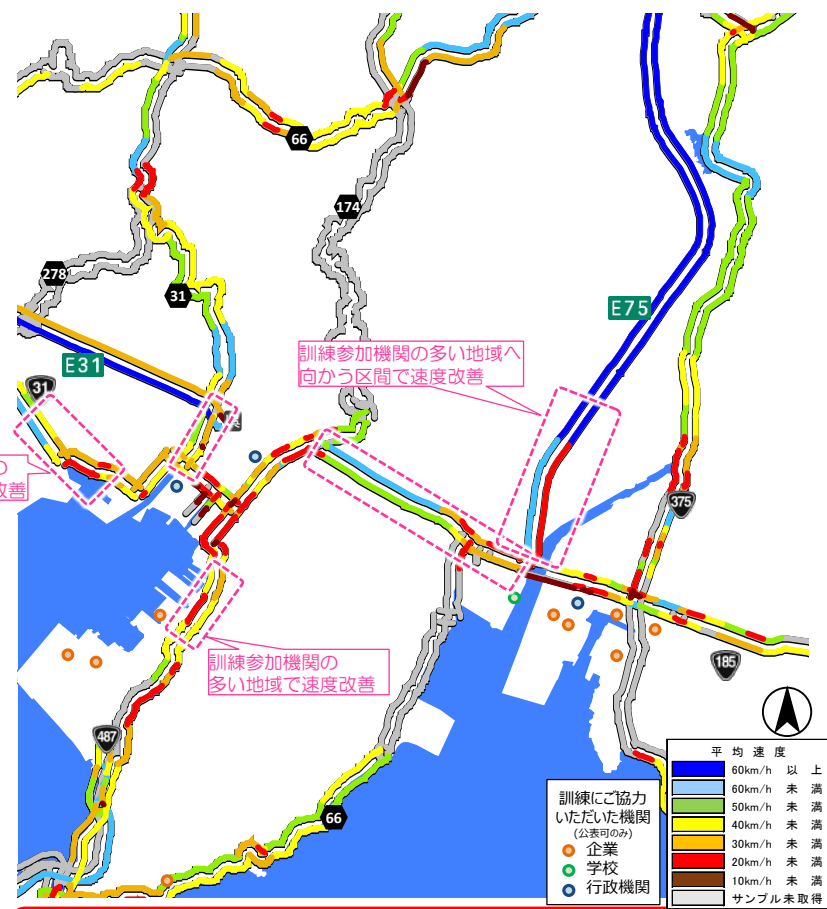 66
174
278
31
E31
E75
31
訓練参加機関の多い地域へ
向かう区間で速度改善
の
改善
375
訓練参加機関の
多い地域で速度改善
185
487
66
平均速度
60km/h 以上
60km/h 未満
50km/h 未満
40km/h 未満
30km/h 未満
20km/h 未満
10km/h 未満
サンプル未取得
訓練にご協力
いただいた機関
(公表可のみ)
企業
学校
行政機関